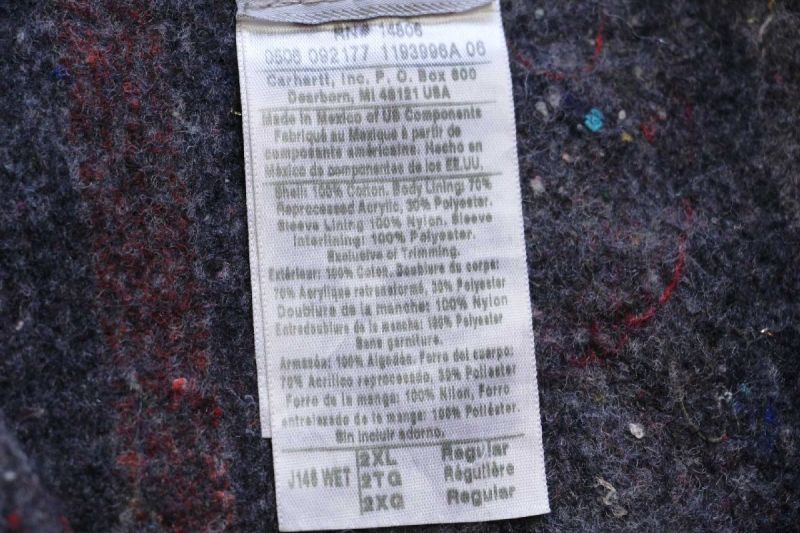 RN# 14806
0606 092177 1193996A 06
Carhartt, Inc, P. O. Box 600
Dearborn, MI 48121 USA
Made in Mexico of US Components
Fabriqué au Mexique à partir de
composants américains. Hecho en
México de componentes de los EE.UU.
Shell: 100% Cotton. Body Lining: 70%
Reprocessed Acrylic, 30% Polyester.
Sleeve Lining 100% Nylon. Sleeve
Interlining: 100% Polyester.
Exclusive of Trimming.
Extérieur: 100% Coton. Doublure du corps:
70% Acrylique retransformé, 30% Polyester
Doublure de la manche: 100% Nylon
Entredoublure de la manche: 100% Polyester
Sans garniture.
Armazón: 100% Algodón. Forro del cuerpo:
70% Acrílico reprocesado, 30% Poliéster
Forro de la manga: 100% Nilon, Forro
entrelazado de la manga: 100% Poliéster.
Sin incluir adorno.
WET
2XL Regular
2TG Régulière
2XG Regular